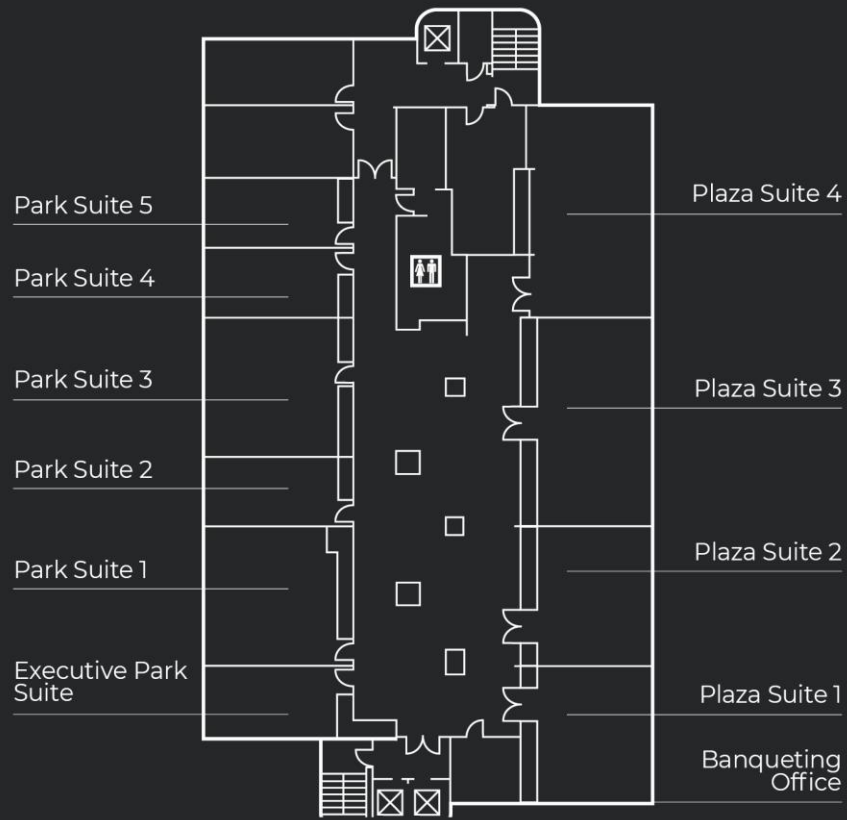 Park Suite 5
Park Suite 4
Park Suite 3
Park Suite 2
Park Suite 1
Executive Park
Suite
Plaza Suite 4
Plaza Suite 3
Plaza Suite 2
Plaza Suite 1
Banqueting
Office